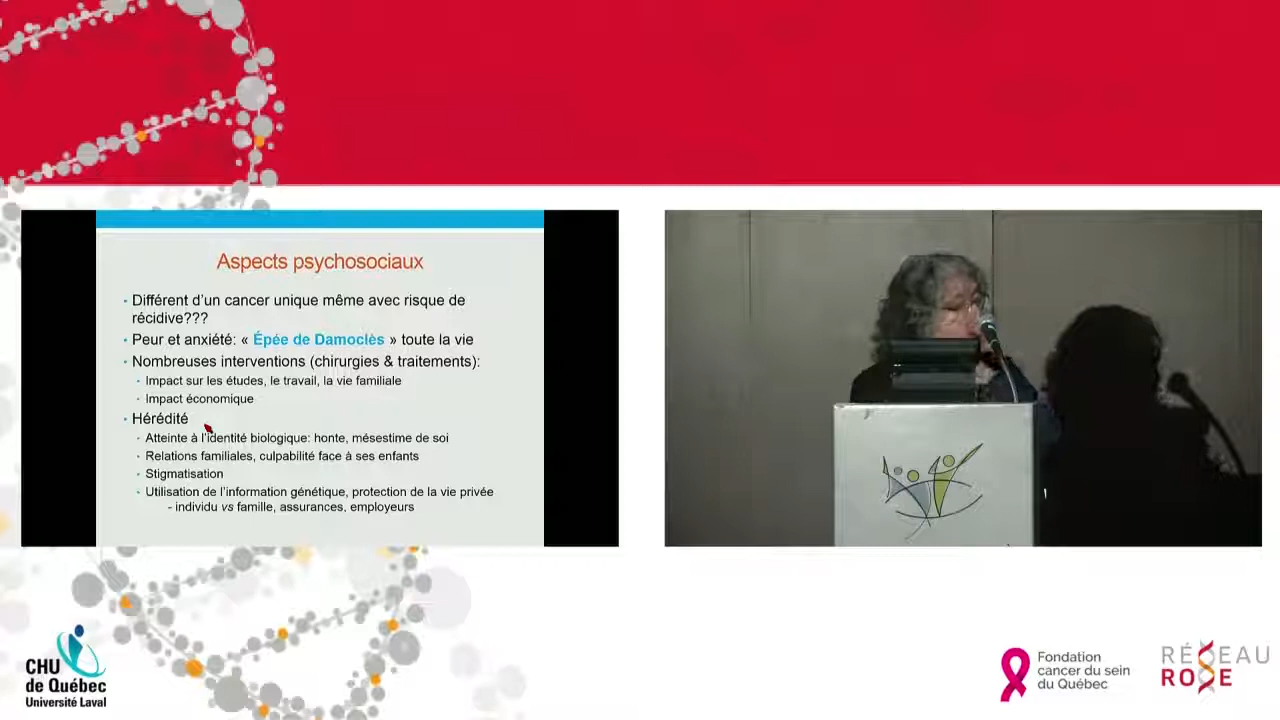 Aspects psychosociaux
• Différent d’un cancer unique même avec risque de
récidive???
• Peur et anxiété: « Épée de Damoclès » toute la vie
• Nombreuses interventions (chirurgies & traitements):
• Impact sur les études, le travail, la vie familiale
• Impact économique
• Hérédité
• Atteinte à l’identité biologique: honte, mésestime de soi
• Relations familiales, culpabilité face à ses enfants
• Stigmatisation
• Utilisation de l’information génétique, protection de la vie privée
- individu vs famille, assurances, employeurs
CHU
de Québec
Université Laval
Fondation
cancer du sein
du Québec
RÉSEAU
ROSE